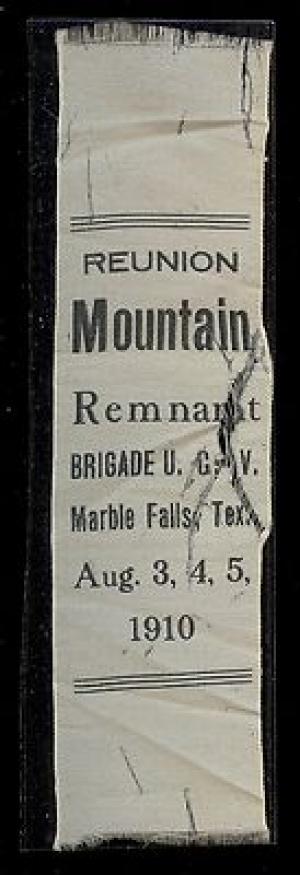 REUNION
Mountain
Remnant
BRIGADE U. C. V.
Marble Falls, Tex.
Aug. 3, 4, 5,
1910